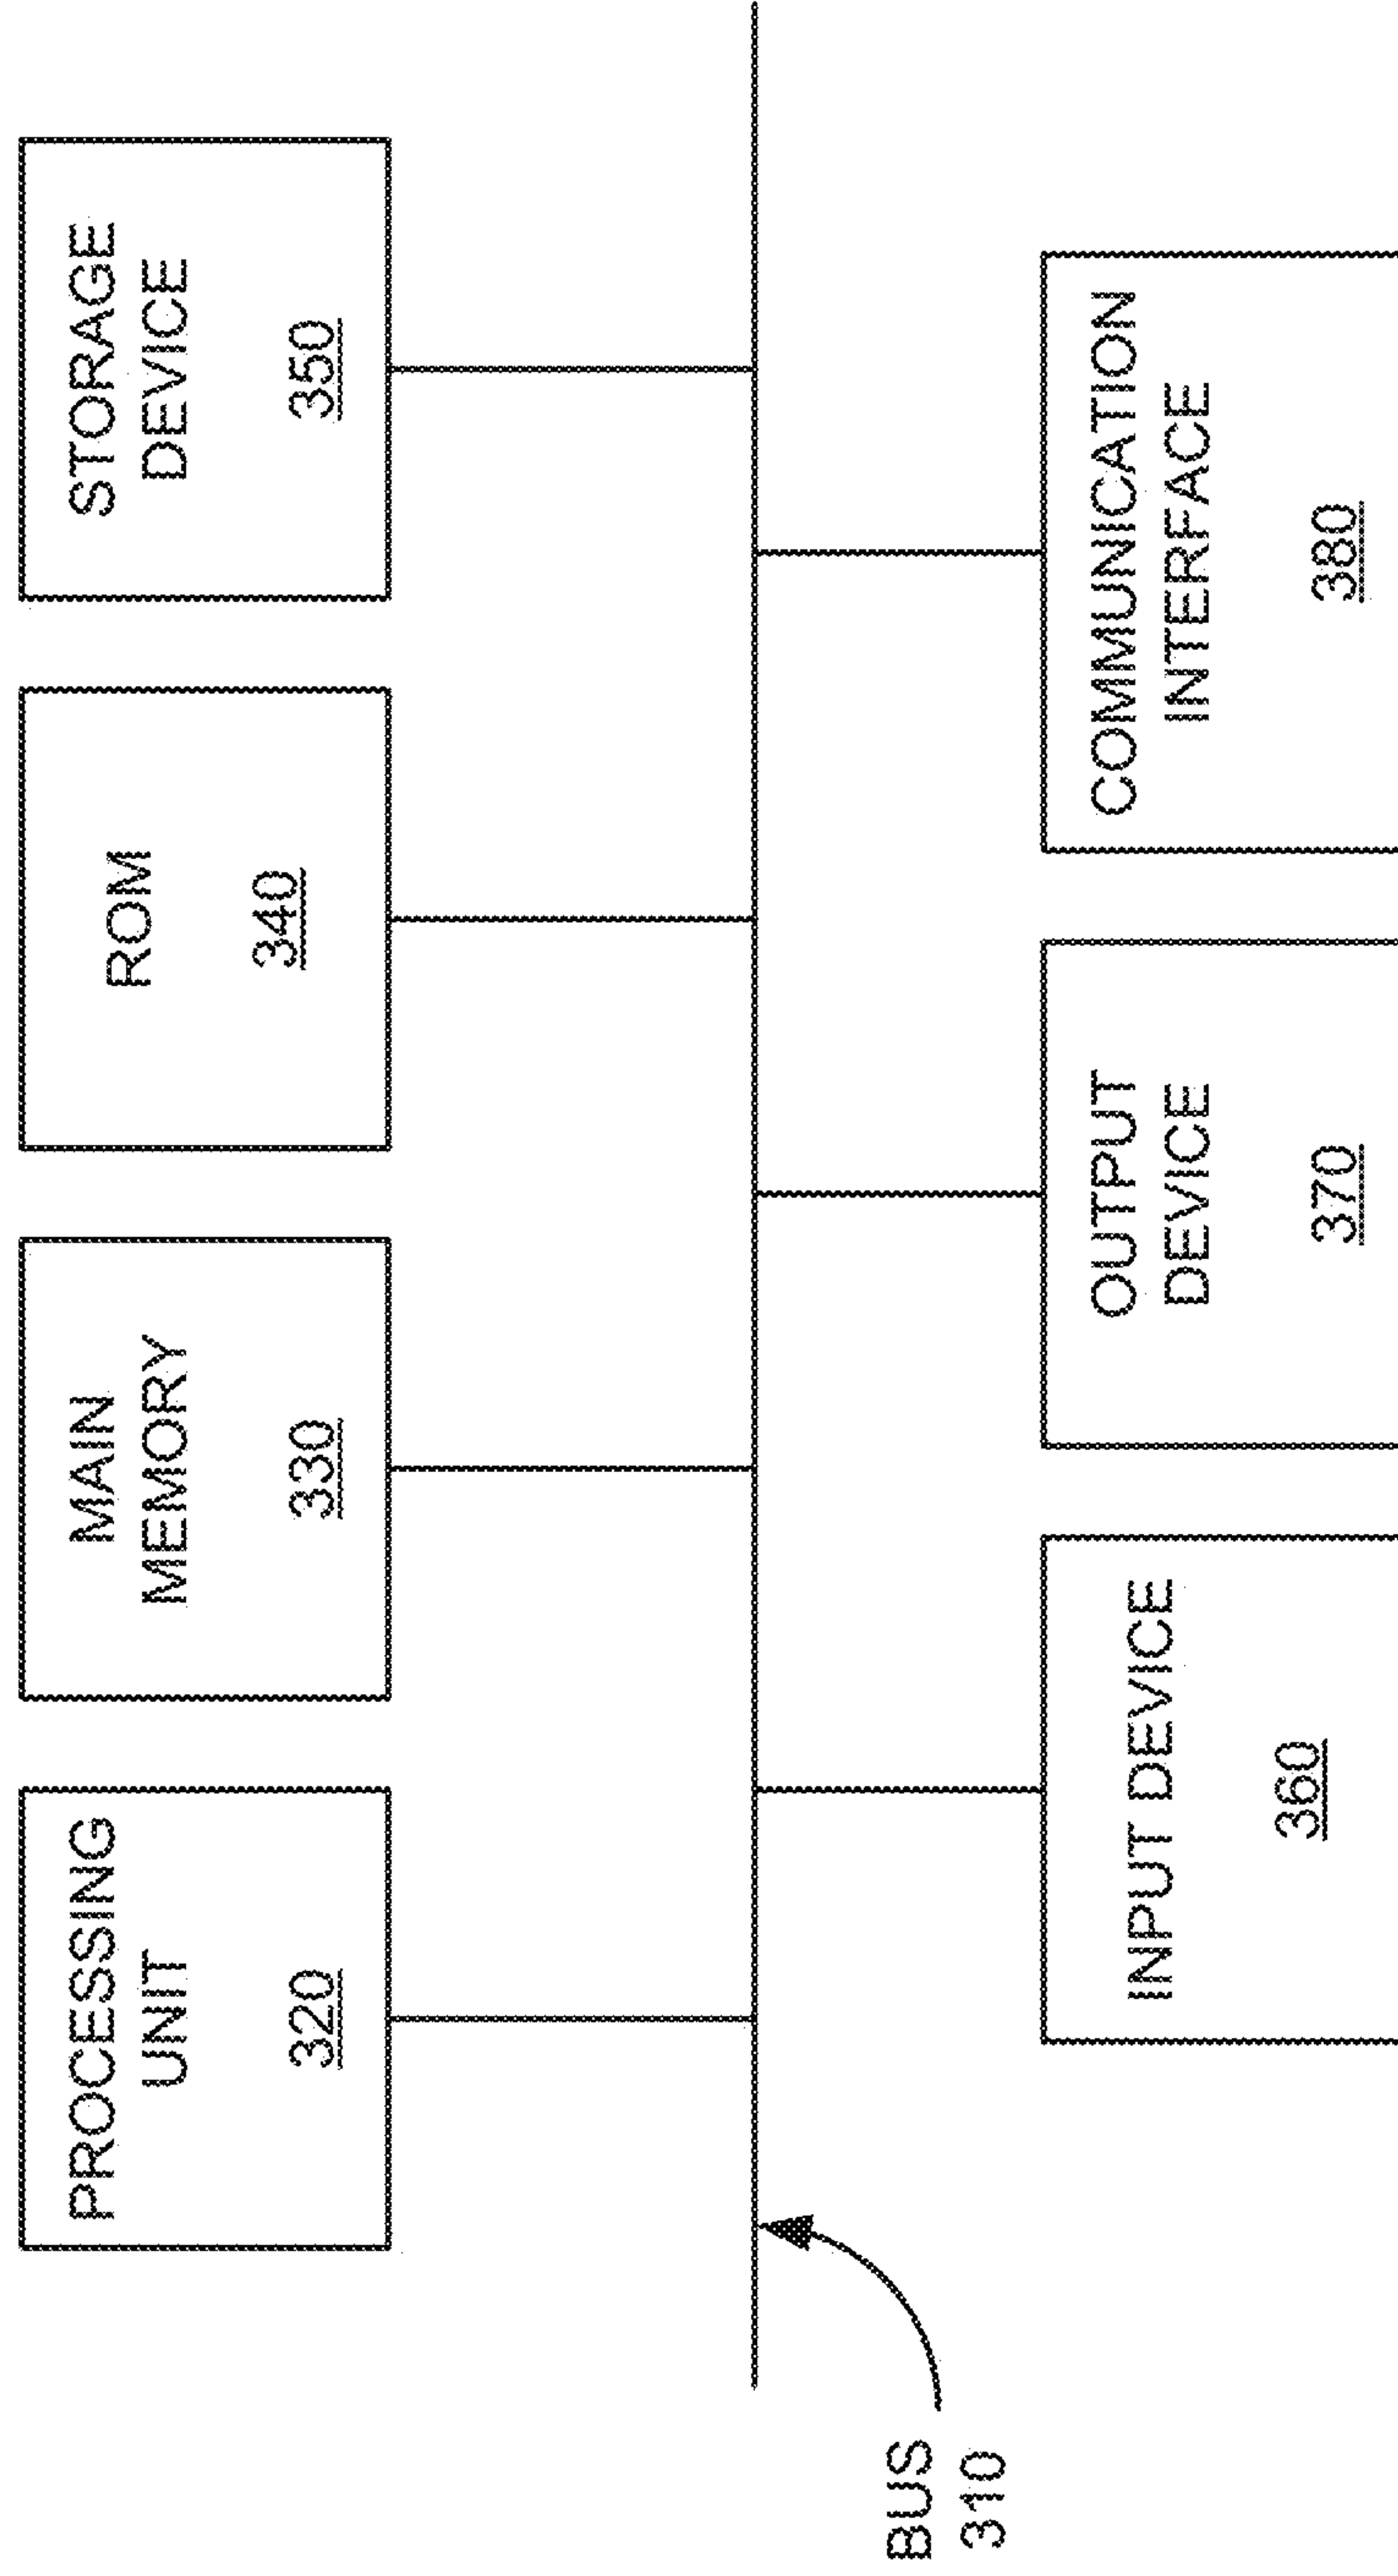 PROCESSING
UNIT
320
MAIN
MEMORY
330
ROM
340
STORAGE
DEVICE
350
BUS
310
INPUT DEVICE
360
OUTPUT
DEVICE
370
COMMUNICATION
INTERFACE
380